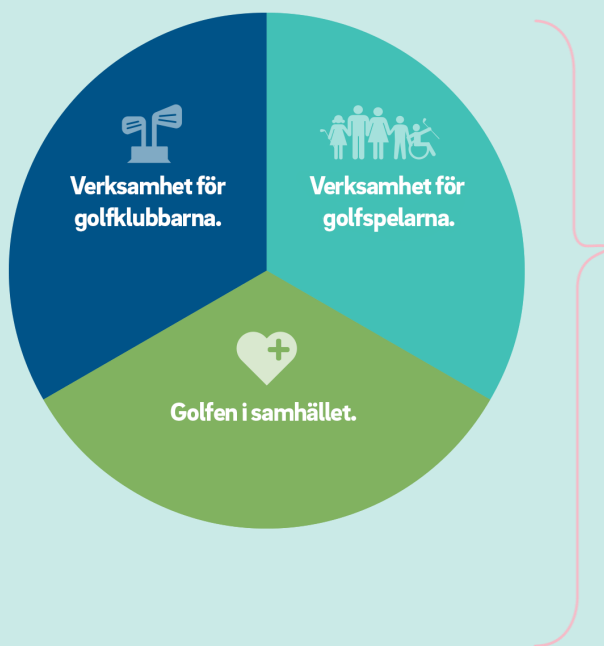 Verksamhet för
golfklubbarna.
Verksamhet för
golfspelarna.
Golfen i samhället.